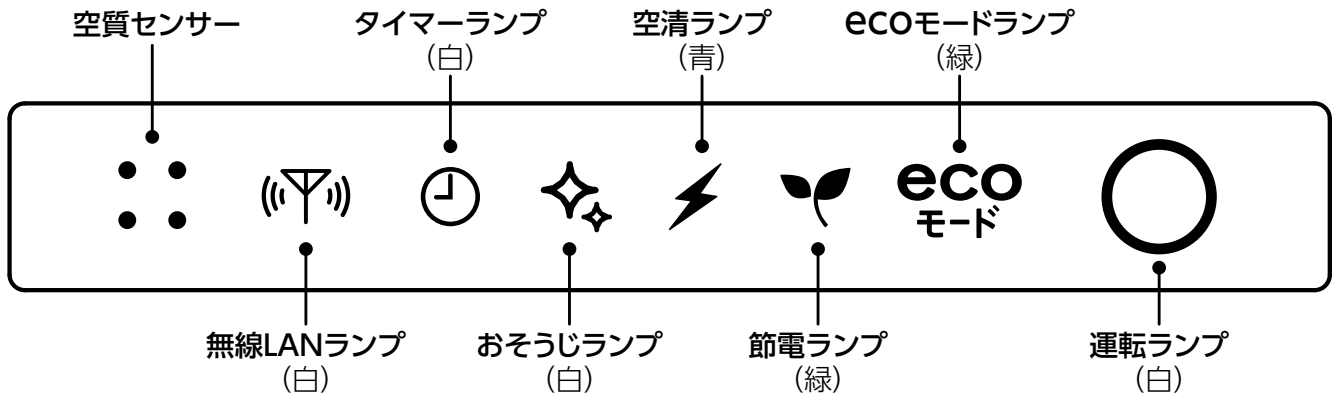 空質センサー
タイマーランプ
（白）
空清ランプ
（青）
ecoモードランプ
（緑）
eco
モード
無線LANランプ
（白）
おそうじランプ
（白）
節電ランプ
（緑）
運転ランプ
（白）